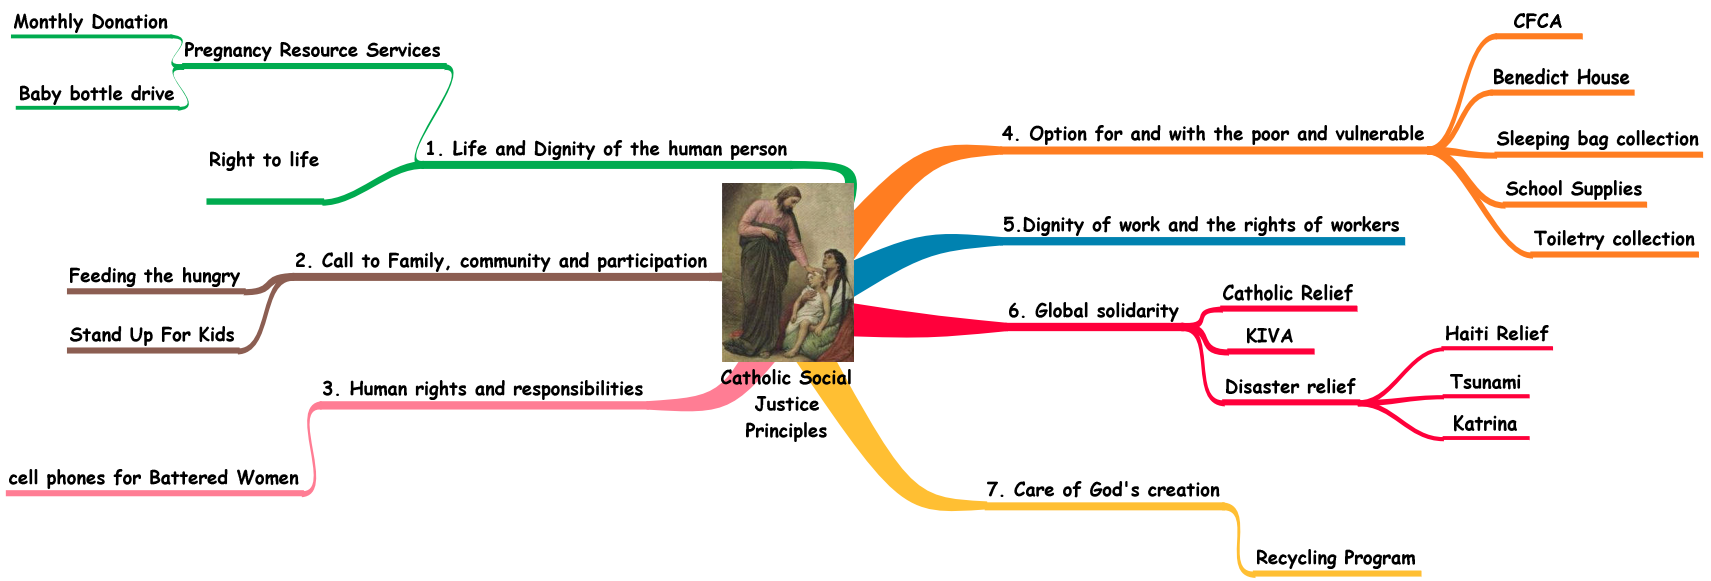 Monthly Donation
Pregnancy Resource Services
Baby bottle drive
1. Life and Dignity of the human person
Right to life
2. Call to Family, community and participation
Feeding the hungry
Stand Up For Kids
3. Human rights and responsibilities
cell phones for Battered Women
Catholic Social
Justice
Principles
4. Option for and with the poor and vulnerable
CFCA
Benedict House
Sleeping bag collection
School Supplies
Toiletry collection
5.Dignity of work and the rights of workers
6. Global solidarity
Catholic Relief
KIVA
Disaster relief
Haiti Relief
Tsunami
Katrina
7. Care of God's creation
Recycling Program